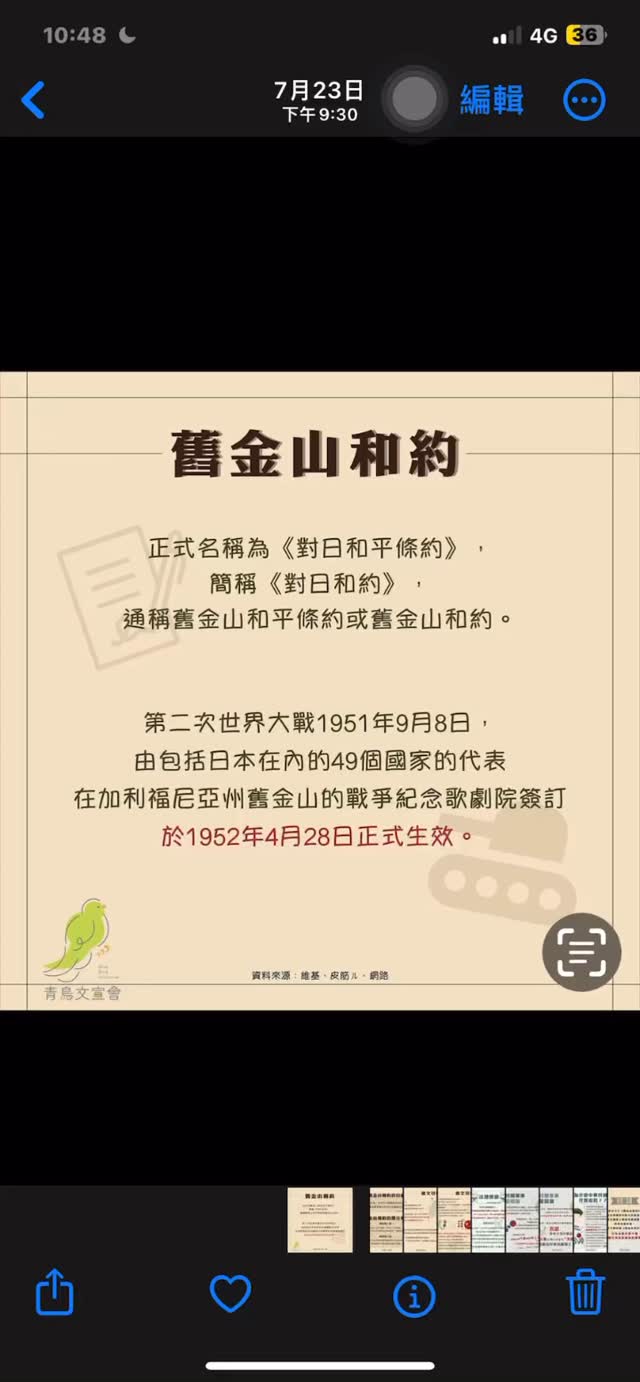 10:48
4G 36
7月23日
下午9:30
編輯
舊金山和約
正式名稱為《對日和平條約》，
簡稱《對日和約》，
通稱舊金山和平條約或舊金山和約。
第二次世界大戰1951年9月8日，
由包括日本在內的49個國家的代表
在加利福尼亞州舊金山的戰爭紀念歌劇院簽訂
於1952年4月28日正式生效。
資料來源：維基、皮筋ㄦ、網路
青鳥文宣會
舊金山和約